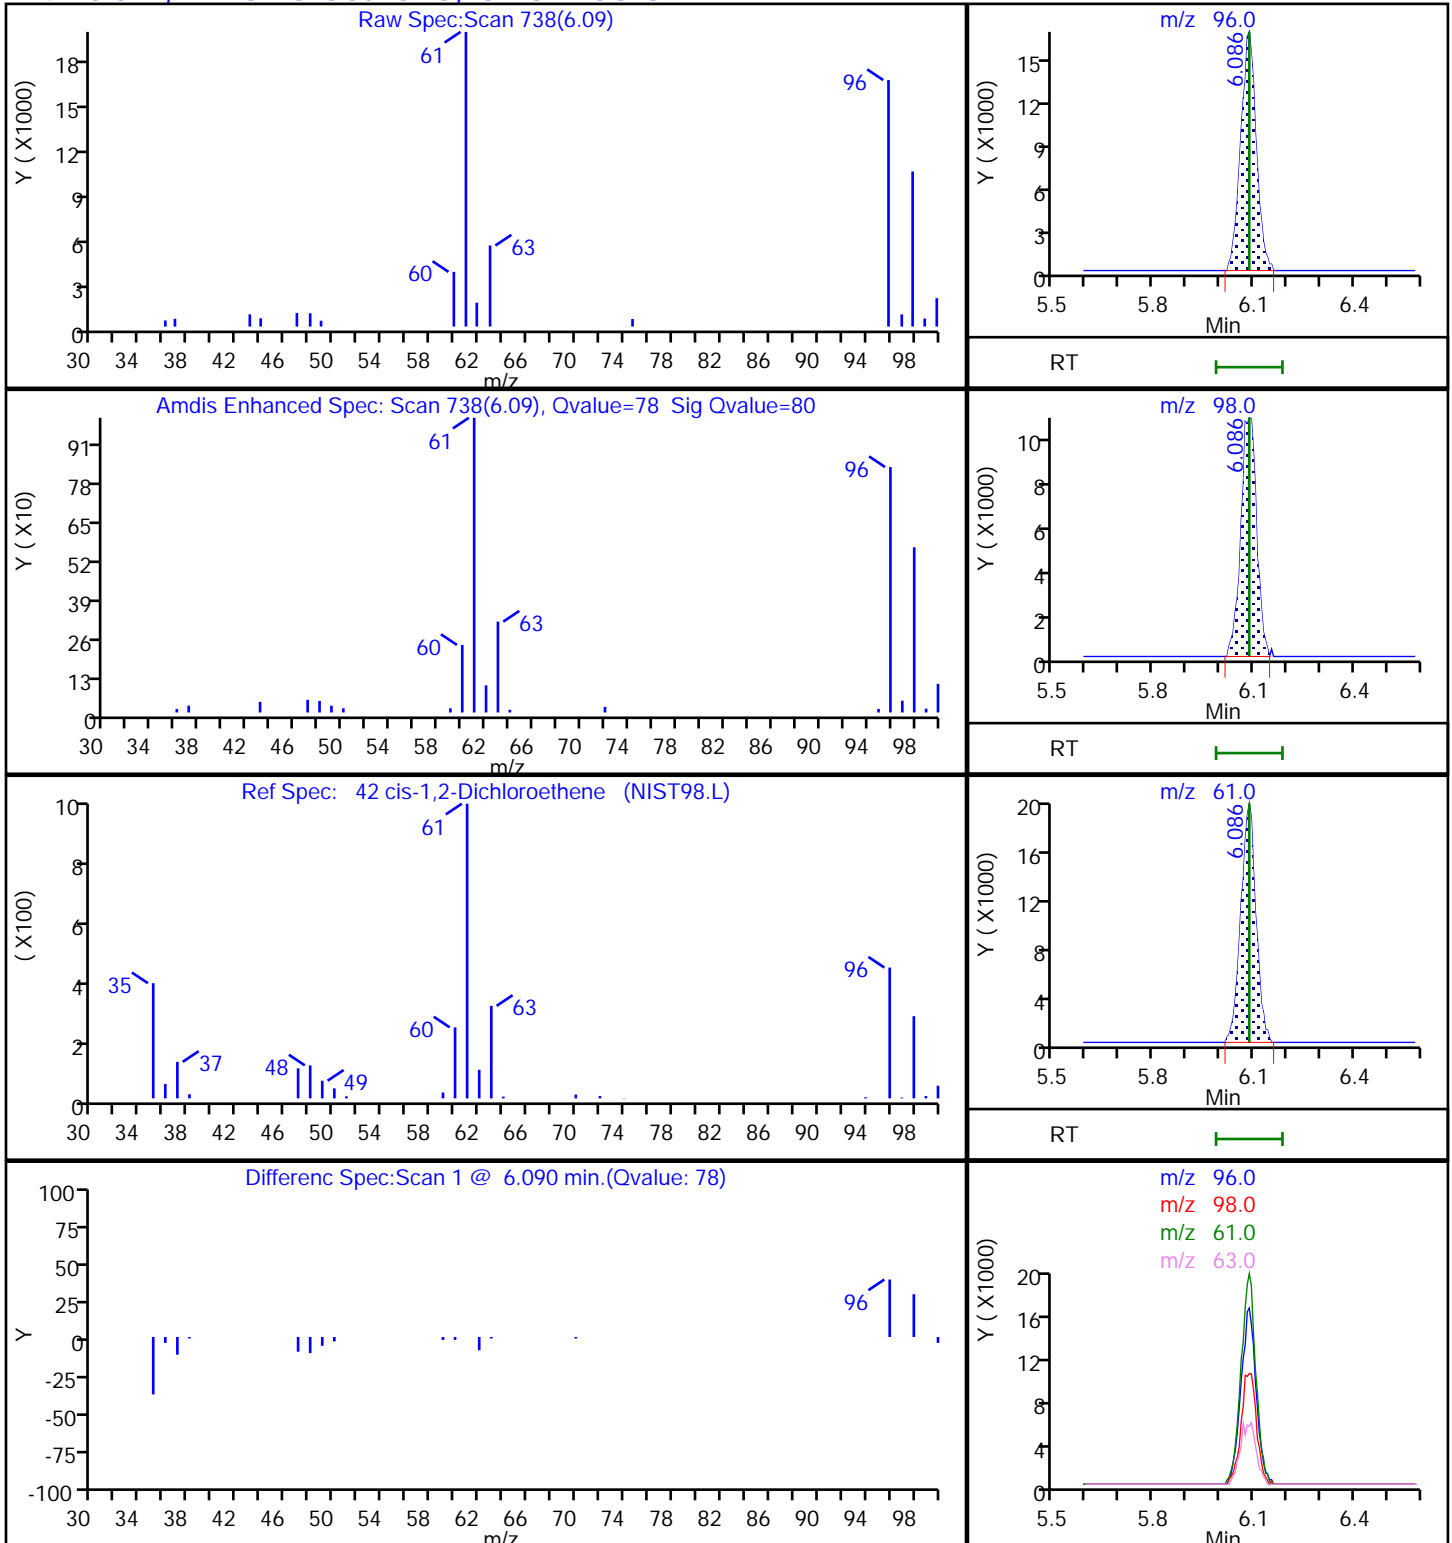 Raw Spec:Scan 738(6.09)
Y ( X1000)
18
15
12
9
6
3
0
61
96
60
63
30 34 38 42 46 50 54 58 62 66 70 74 78 82 86 90 94 98
m/z
m/z 96.0
Y ( X1000)
15
12
9
6
3
0
6.086
5.5 5.8 6.1 6.4
Min
RT
Amdis Enhanced Spec: Scan 738(6.09), Qvalue=78 Sig Qvalue=80
Y ( X10)
91
78
65
52
39
26
13
0
61
96
60
63
30 34 38 42 46 50 54 58 62 66 70 74 78 82 86 90 94 98
m/z
m/z 98.0
Y ( X1000)
10
8
6
4
2
0
6.086
5.5 5.8 6.1 6.4
Min
RT
Ref Spec: 42 cis-1,2-Dichloroethene (NIST98.L)
( X100)
10
8
6
4
2
0
61
96
35
60
63
37
48
49
30 34 38 42 46 50 54 58 62 66 70 74 78 82 86 90 94 98
m/z 61.0
Y ( X1000)
20
16
12
8
4
0
6.086
5.5 5.8 6.1 6.4
Min
RT
Differenc Spec:Scan 1 @ 6.090 min.(Qvalue: 78)
Y
100
75
50
25
0
-25
-50
-75
-100
96
30 34 38 42 46 50 54 58 62 66 70 74 78 82 86 90 94 98
m/z
m/z 96.0
m/z 98.0
m/z 61.0
m/z 63.0
Y ( X1000)
20
16
12
8
4
0
5.5 5.8 6.1 6.4
Min